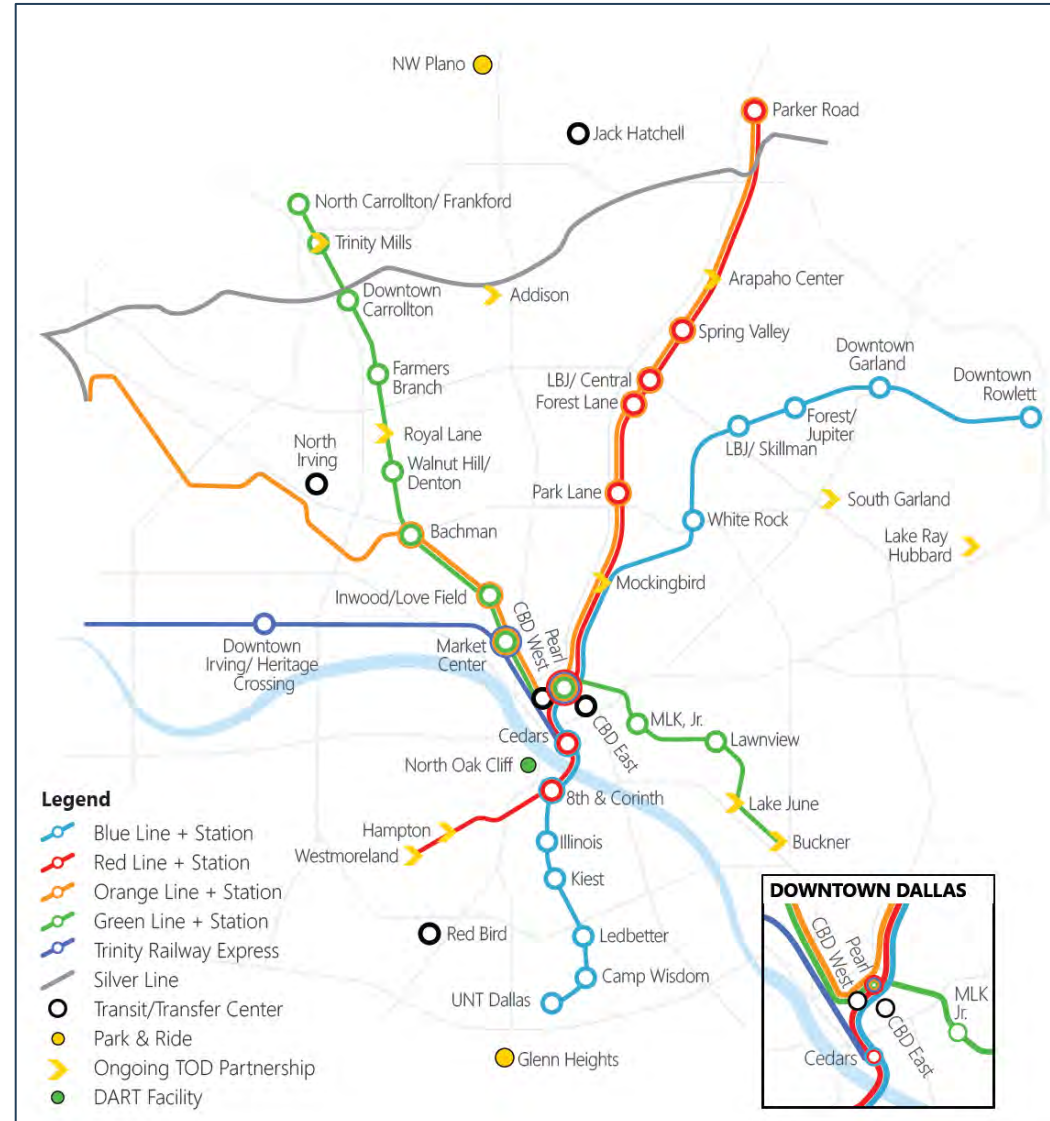 NW Plano
Parker Road
Jack Hatchell
North Carrollton/ Frankford
Trinity Mills
Arapaho Center
Addison
Downtown
Carrollton
Spring Valley
Downtown
Garland
Downtown
Rowlett
Farmers
Branch
LBJ/ Central
Forest Lane
Forest/
Jupiter
LBJ/ Skillman
Royal Lane
North
Irving
Walnut Hill/
Denton
Park Lane
South Garland
White Rock
Bachman
Lake Ray
Hubbard
Mockingbird
Inwood/Love Field
CBD West
Pearl
Downtown
Irving/ Heritage
Crossing
Market
Center
CBD East
MLK, Jr.
Lawnview
Cedars
North Oak Cliff
8th & Corinth
Lake June
Hampton
Westmoreland
Illinois
Buckner
Kiest
Red Bird
Ledbetter
Camp Wisdom
UNT Dallas
Glenn Heights
Legend
Blue Line + Station
Red Line + Station
Orange Line + Station
Green Line + Station
Trinity Railway Express
Silver Line
Transit/Transfer Center
Park & Ride
Ongoing TOD Partnership
DART Facility
DOWNTOWN DALLAS
CBD West
Pearl
MLK
Jr.
CBD East
Cedars